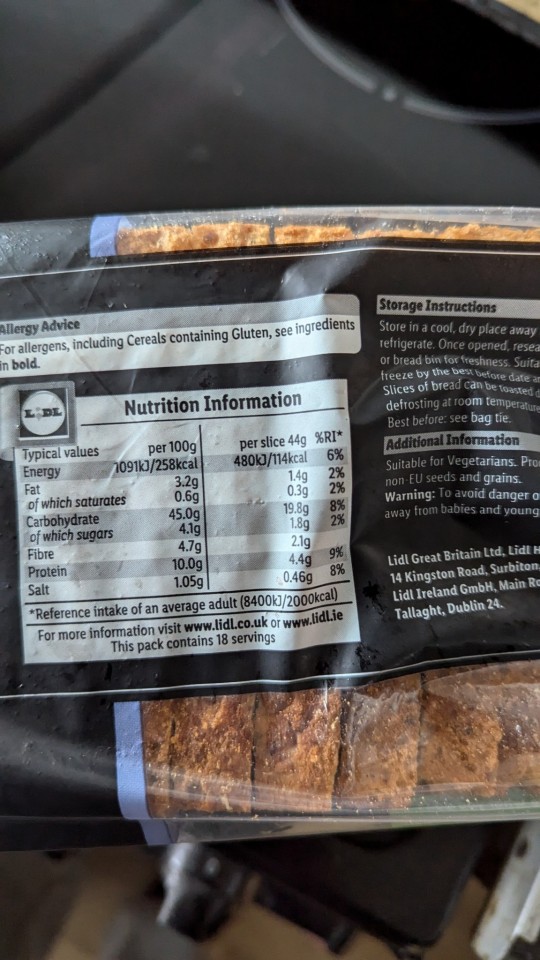 Allergy Advice
For allergens, including Cereals containing Gluten, see ingredients
in bold.
LIDL
Nutrition Information
Typical values per 100g per slice 44g %RI*
Energy 1091kJ/258kcal 480kJ/114kcal 6%
Fat 3.2g 1.4g 2%
of which saturates 0.6g 0.3g 2%
Carbohydrate 45.0g 19.8g 8%
of which sugars 4.1g 1.8g 2%
Fibre 4.7g 2.1g
Protein 10.0g 4.4g 9%
Salt 1.05g 0.46g 8%
*Reference intake of an average adult (8400kJ/2000kcal)
For more information visit www.lidl.co.uk or www.lidl.ie
This pack contains 18 servings
Storage Instructions
Store in a cool, dry place away
refrigerate. Once opened, resea
or bread bin for freshness. Suita
freeze by the best before date an
Slices of bread can be toasted d
defrosting at room temperature
Best before: see bag tie.
Additional Information
Suitable for Vegetarians. Pro
non-EU seeds and grains.
Warning: To avoid danger o
away from babies and young
Lidl Great Britain Ltd, Lidl H
14 Kingston Road, Surbiton,
Lidl Ireland GmbH, Main Ro
Tallaght, Dublin 24.